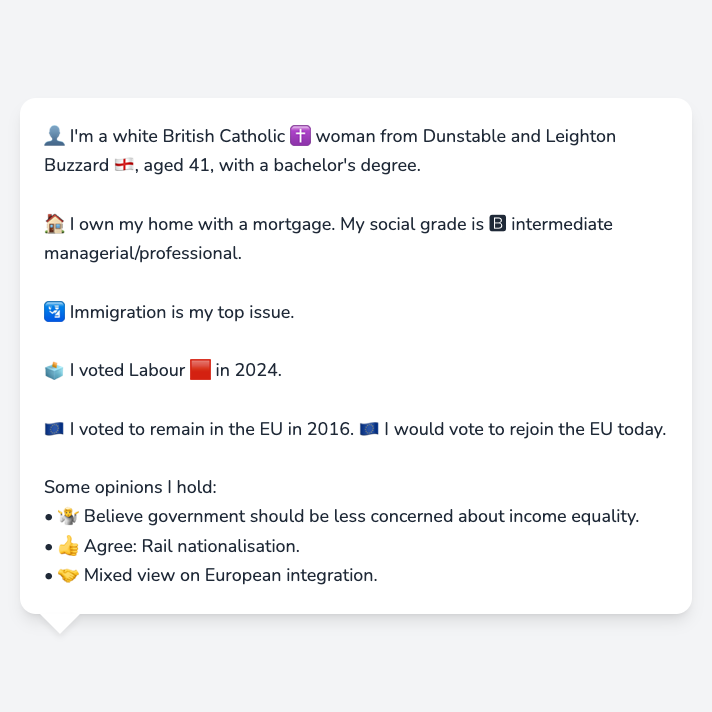 👤 I'm a white British Catholic ✝️ woman from Dunstable and Leighton
Buzzard 🏴󠁧󠁢󠁥󠁮󠁧󠁿, aged 41, with a bachelor's degree.
🏠 I own my home with a mortgage. My social grade is 🅱 intermediate
managerial/professional.
🛂 Immigration is my top issue.
🗳️ I voted Labour 🟥 in 2024.
🇪🇺 I voted to remain in the EU in 2016. 🇪🇺 I would vote to rejoin the EU today.
Some opinions I hold:
• 🤷 Believe government should be less concerned about income equality.
• 👍 Agree: Rail nationalisation.
• 🤝 Mixed view on European integration.